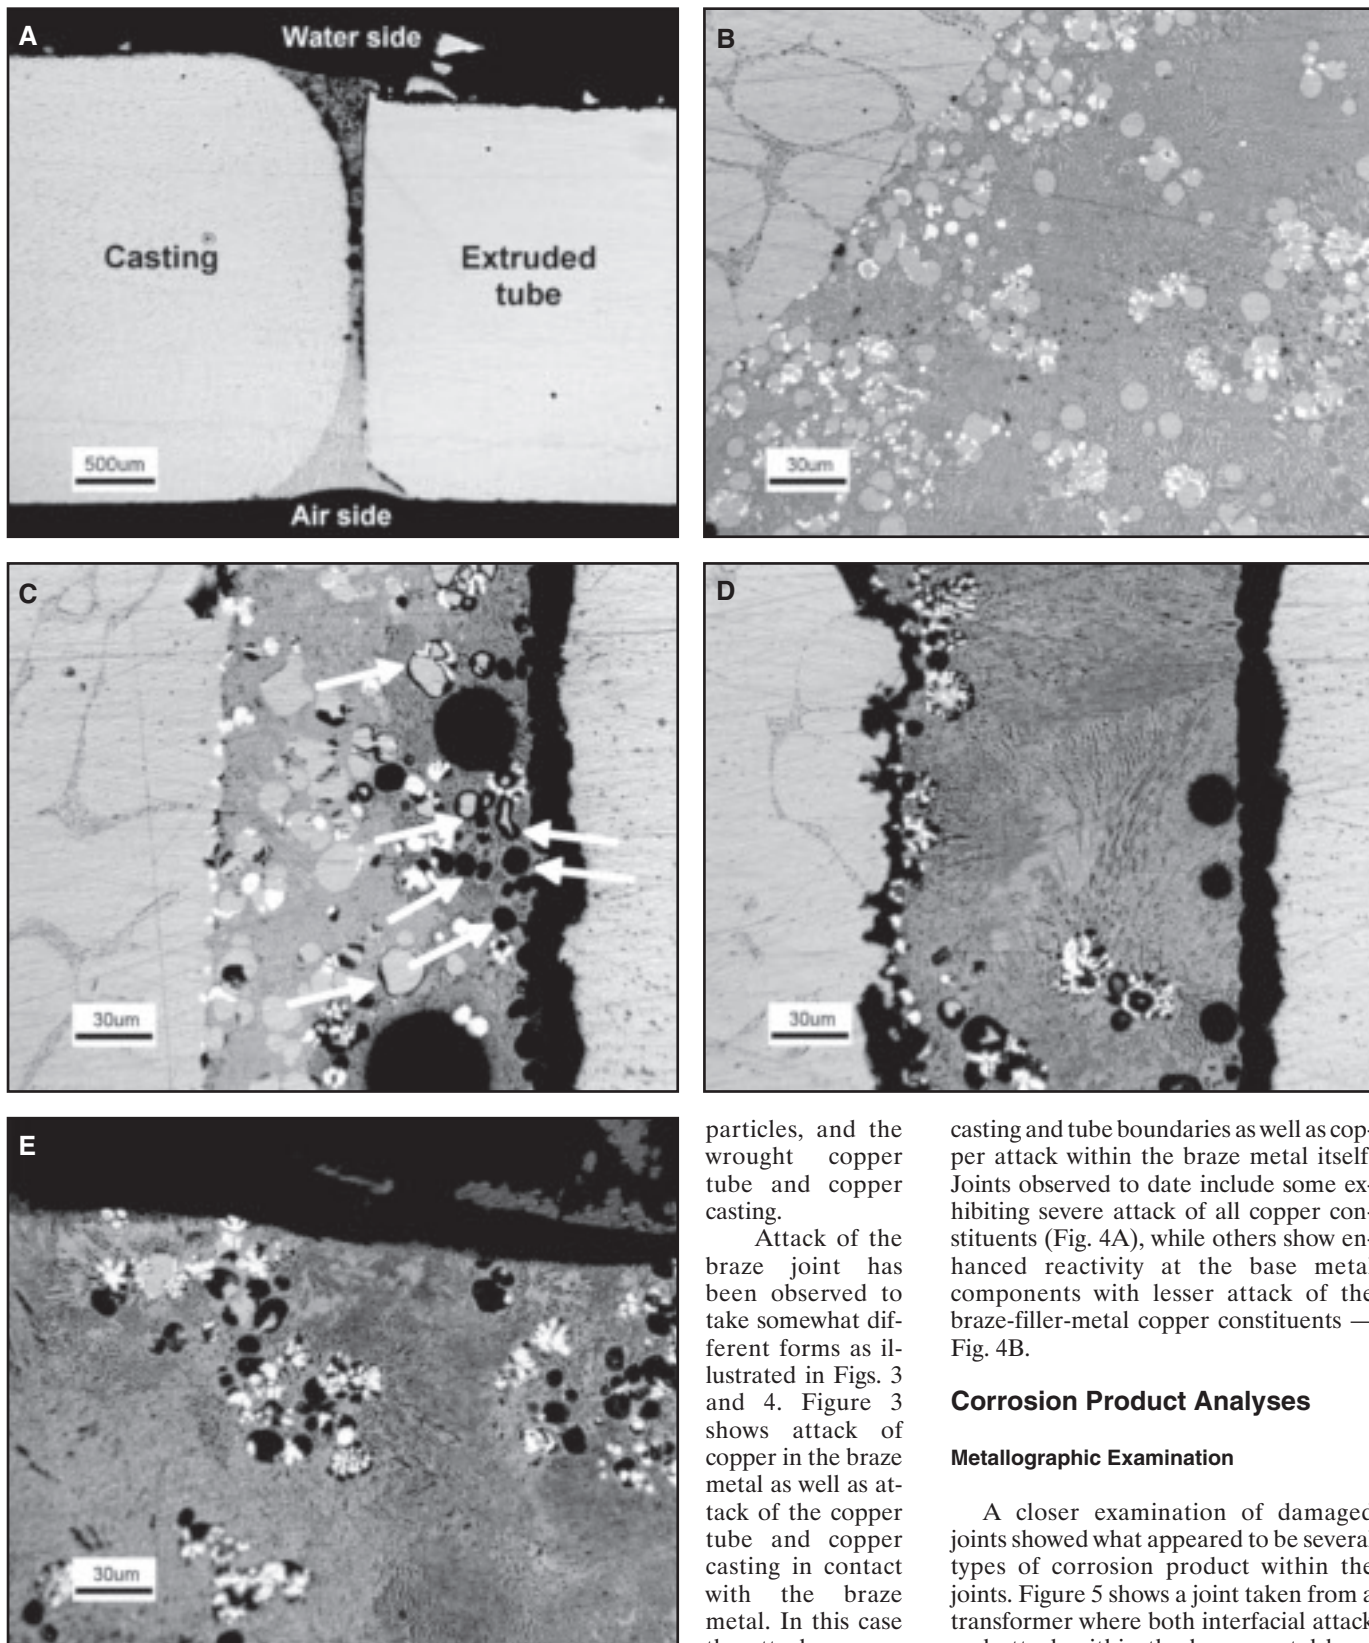 A
Water side
Casting
Extruded
tube
500um
Air side
B
30um
C
30um
D
30um
E
30um
particles, and the
wrought copper
tube and copper
casting.
Attack of the
braze joint has
been observed to
take somewhat dif-
ferent forms as il-
lustrated in Figs. 3
and 4. Figure 3
shows attack of
copper in the braze
metal as well as at-
tack of the copper
tube and copper
casting in contact
with the braze
metal. In this case
casting and tube boundaries as well as cop-
per attack within the braze metal itself
Joints observed to date include some ex-
hibiting severe attack of all copper con-
stituents (Fig. 4A), while others show en-
hanced reactivity at the base metal
components with lesser attack of the
braze-filler-metal copper constituents —
Fig. 4B.
Corrosion Product Analyses
Metallographic Examination
A closer examination of damaged
joints showed what appeared to be several
types of corrosion product within the
joints. Figure 5 shows a joint taken from a
transformer where both interfacial attack